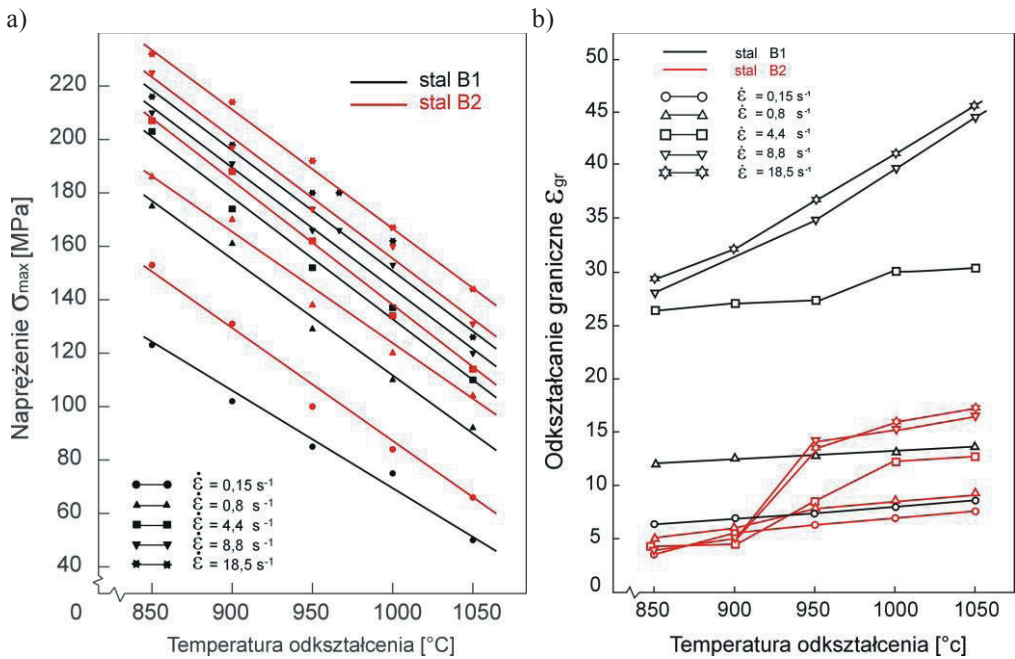 a)
Naprężenie σmax [MPa]
220
200
180
160
140
120
100
80
60
40
0
stal B1
stal B2
ε̇ = 0,15 s⁻¹
ε̇ = 0,8 s⁻¹
ε̇ = 4,4 s⁻¹
ε̇ = 8,8 s⁻¹
ε̇ = 18,5 s⁻¹
850 900 950 1000 1050
Temperatura odkształcenia [°C]
b)
Odkształcanie graniczne εgr
50
45
40
35
30
25
20
15
10
5
0
stal B1
stal B2
ε̇ = 0,15 s⁻¹
ε̇ = 0,8 s⁻¹
ε̇ = 4,4 s⁻¹
ε̇ = 8,8 s⁻¹
ε̇ = 18,5 s⁻¹
850 900 950 1000 1050
Temperatura odkształcenia [°c]